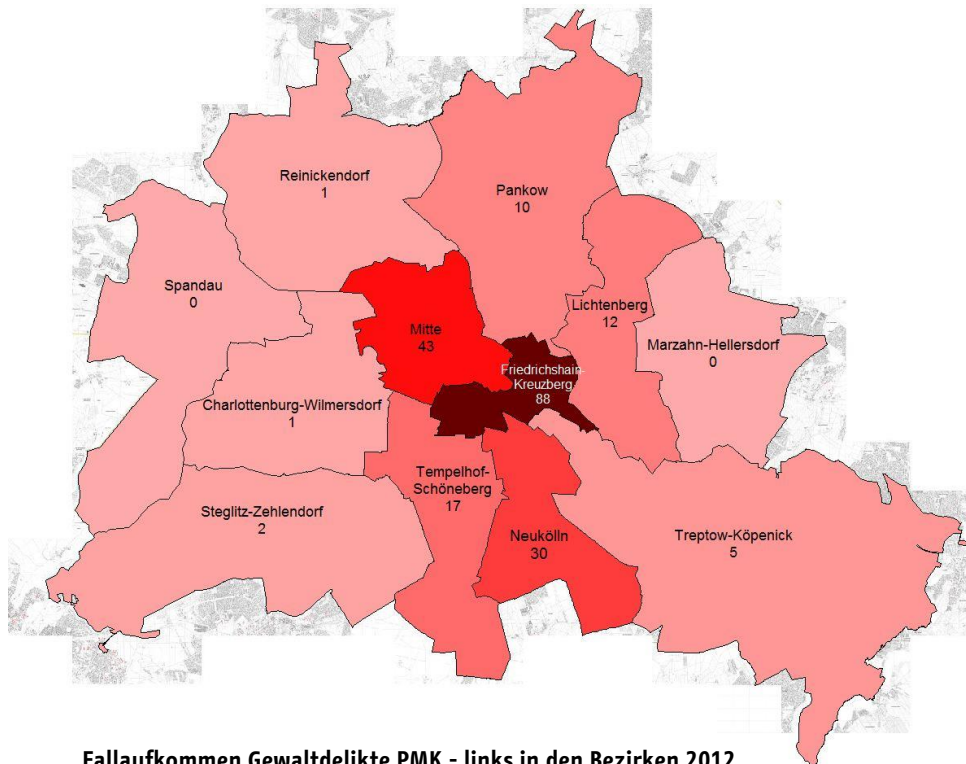 Reinickendorf
1
Pankow
10
Spandau
0
Lichtenberg
12
Mitte
43
Marzahn-Hellersdorf
0
Friedrichshain-
Kreuzberg
88
Charlottenburg-Wilmersdorf
1
Tempelhof-
Schöneberg
17
Steglitz-Zehlendorf
2
Neukölln
30
Treptow-Köpenick
5
Fallaufkommen Gewaltdelikte PMK - links in den Bezirken 2012